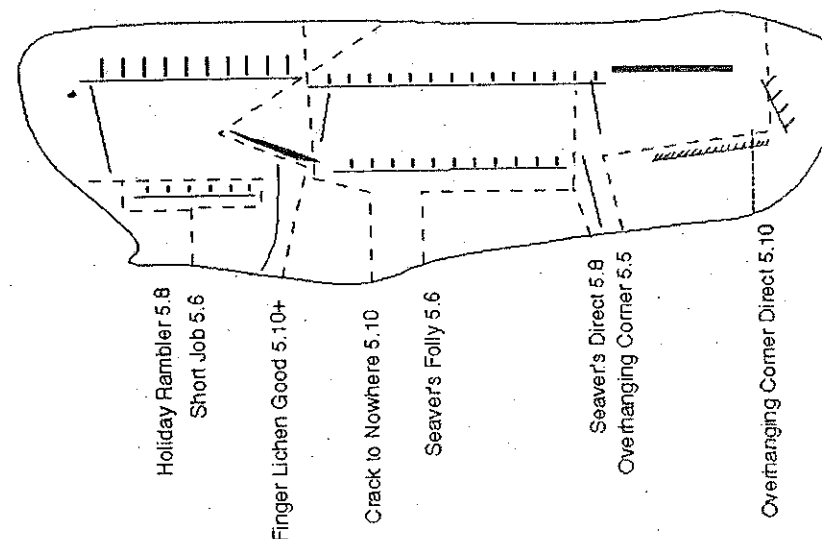 Holiday Rambler 5.8
Short Job 5.6
Finger Lichen Good 5.10+
Crack to Nowhere 5.10
Seaver's Folly 5.6
Seaver's Direct 5.8
Overhanging Corner 5.5
Overhanging Corner Direct 5.10